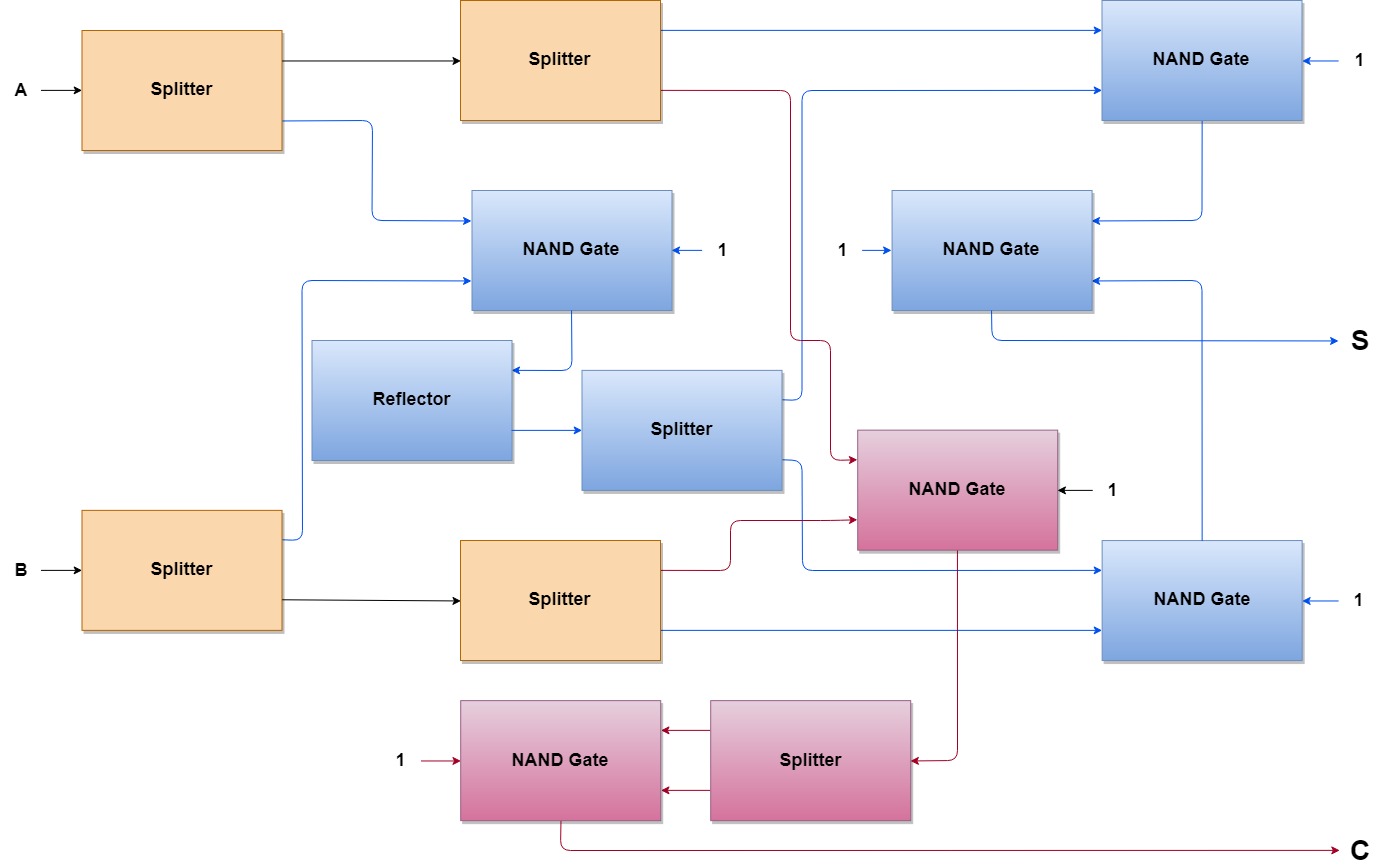 Splitter
NAND Gate
1
A
Splitter
NAND Gate
1
1
NAND Gate
S
Reflector
Splitter
NAND Gate
1
B
Splitter
Splitter
NAND Gate
1
1
NAND Gate
Splitter
C